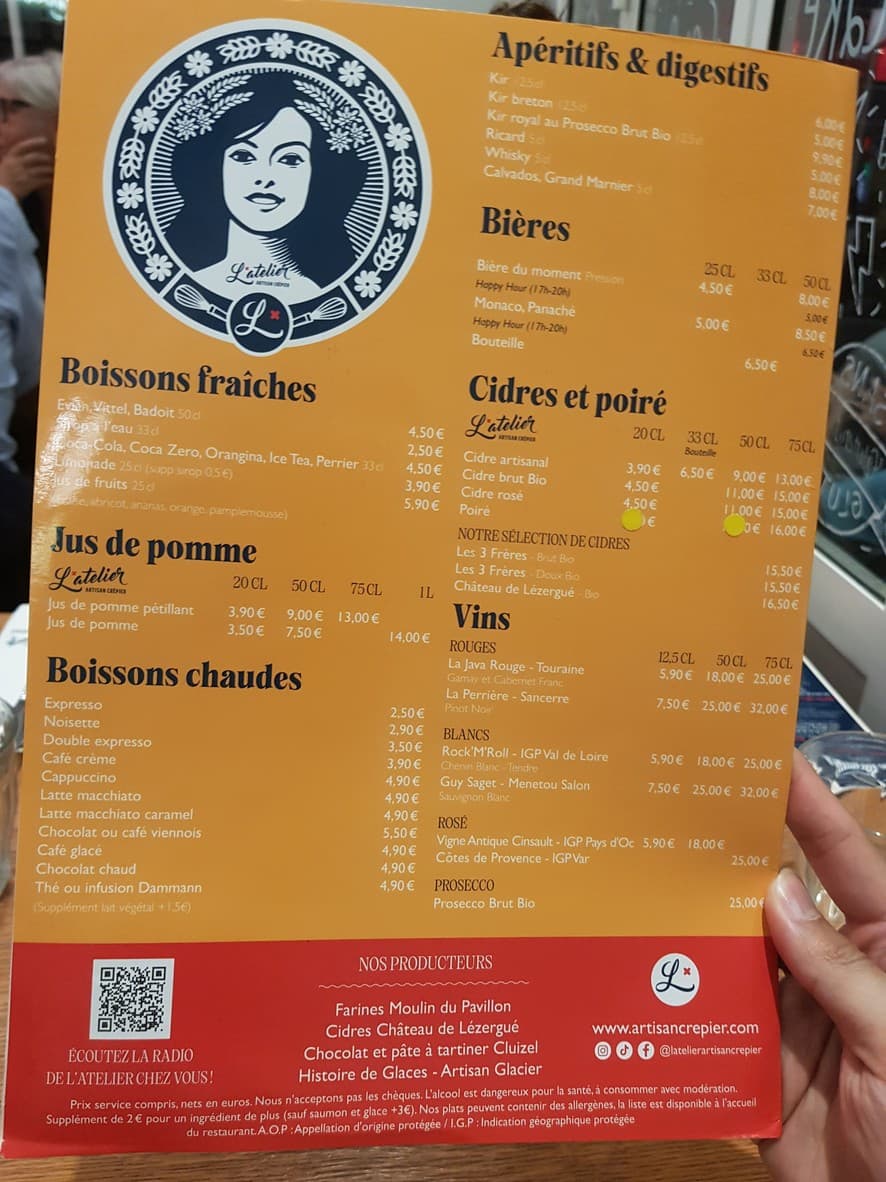 L'atelier
ARTISAN CRÊPIER
L
Boissons fraîches
Evian, Vittel, Badoit 50cl 4,50 €
Sirop à l'eau 33cl 2,50 €
Coca-Cola, Coca Zero, Orangina, Ice Tea, Perrier 33cl 4,50 €
Limonade 25cl (supp sirop 0,5€) 3,90 €
Jus de fruits 25cl 5,90 €
abricot, ananas, orange, pamplemousse)
Jus de pomme
L'atelier
ARTISAN CRÊPIER
20 CL 50 CL 75 CL 1 L
Jus de pomme pétillant 3,90 € 9,00 € 13,00 €
Jus de pomme 3,50 € 7,50 € 14,00 €
Boissons chaudes
Expresso 2,50 €
Noisette 2,90 €
Double expresso 3,50 €
Café crème 3,90 €
Cappuccino 4,90 €
Latte macchiato 4,90 €
Latte macchiato caramel 4,90 €
Chocolat ou café viennois 5,50 €
Café glacé 4,90 €
Chocolat chaud 4,90 €
Thé ou infusion Dammann 4,90 €
(Supplément lait végétal +1,5€)
Apéritifs & digestifs
Kir 12.5cl 6,00 €
Kir breton 12.5cl 5,00 €
Kir royal au Prosecco Brut Bio 12.5cl 9,90 €
Ricard 5cl 5,00 €
Whisky 5cl 8,00 €
Calvados, Grand Marnier 5cl 7,00 €
Bières
25 CL 33 CL 50 CL
Bière du moment Pression 4,50 € 8,00 €
Happy Hour (17h-20h) 5,00 €
Monaco, Panaché 5,00 € 8,50 €
Happy Hour (17h-20h) 6,50 €
Bouteille 6,50 €
Cidres et poiré
L'atelier
ARTISAN CRÊPIER
20 CL 33 CL 50 CL 75 CL
Bouteille
Cidre artisanal 3,90 € 6,50 € 9,00 € 13,00 €
Cidre brut Bio 4,50 € 11,00 € 15,00 €
Cidre rosé 4,50 € 11,00 € 15,00 €
Poiré € 0 € 16,00 €
NOTRE SÉLECTION DE CIDRES
Les 3 Frères - Brut Bio 15,50 €
Les 3 Frères - Doux Bio 15,50 €
Château de Lézergué - Bio 16,50 €
Vins
ROUGES 12,5 CL 50 CL 75 CL
La Java Rouge - Touraine 5,90 € 18,00 € 25,00 €
Gamay et Cabernet Franc
La Perrière - Sancerre 7,50 € 25,00 € 32,00 €
Pinot Noir
BLANCS
Rock'M'Roll - IGP Val de Loire 5,90 € 18,00 € 25,00 €
Chenin Blanc - Tendre
Guy Saget - Menetou Salon 7,50 € 25,00 € 32,00 €
Sauvignon Blanc
ROSÉ
Vigne Antique Cinsault - IGP Pays d'Oc 5,90 € 18,00 €
Côtes de Provence - IGP Var 25,00 €
PROSECCO
Prosecco Brut Bio 25,00 €
ÉCOUTEZ LA RADIO
DE L'ATELIER CHEZ VOUS !
NOS PRODUCTEURS
Farines Moulin du Pavillon
Cidres Château de Lézergué
Chocolat et pâte à tartiner Cluizel
Histoire de Glaces - Artisan Glacier
L
www.artisancrepier.com
@latelierartisancrepier
Prix service compris, nets en euros. Nous n'acceptons pas les chèques. L'alcool est dangereux pour la santé, à consommer avec modération.
Supplément de 2 € pour un ingrédient de plus (sauf saumon et glace +3€). Nos plats peuvent contenir des allergènes, la liste est disponible à l'accueil
du restaurant. A.O.P : Appellation d'origine protégée / I.G.P : Indication géographique protégée